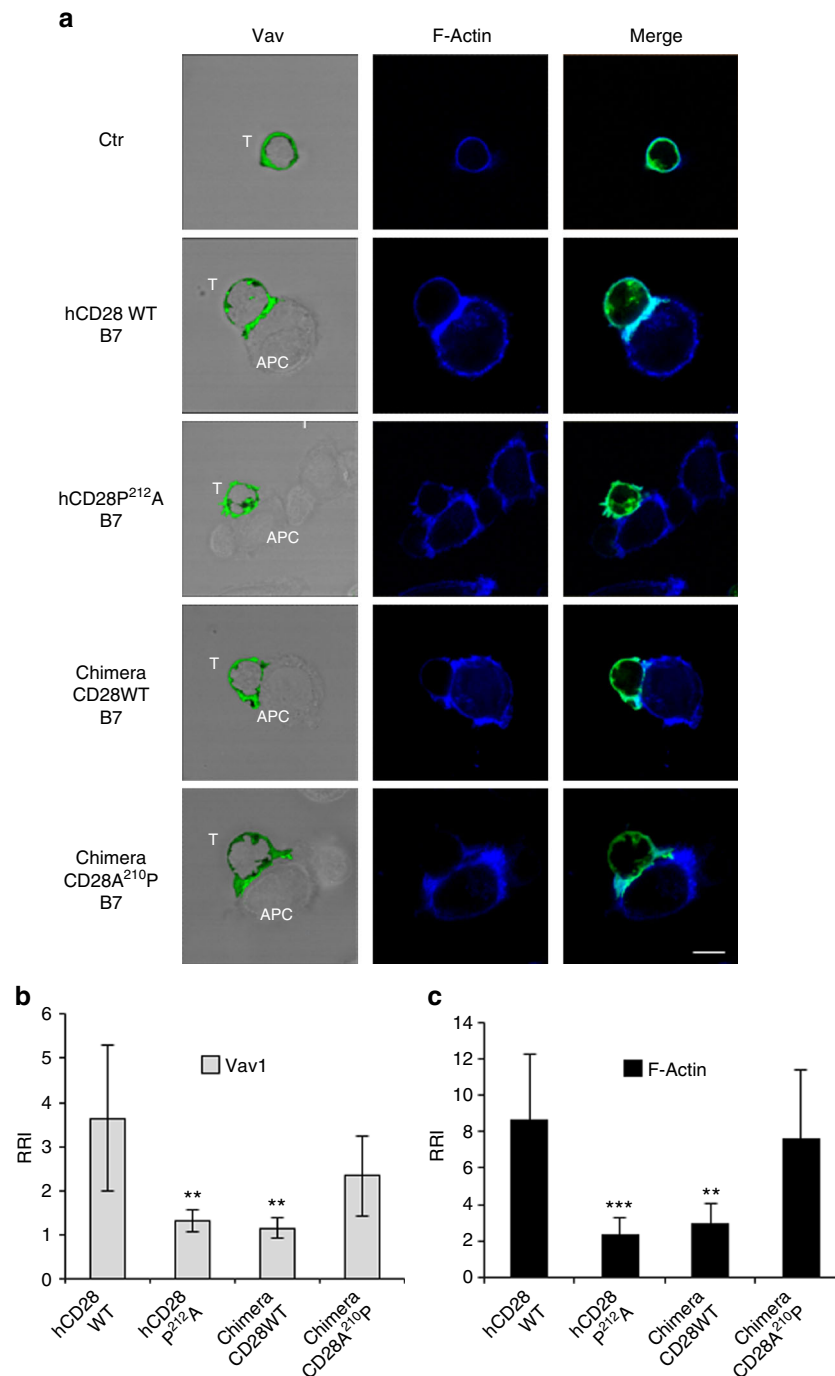 a
Vav F-Actin Merge
Ctr
T
hCD28 WT
B7
T
APC
hCD28P²¹²A
B7
T
APC
Chimera
CD28WT
B7
T
APC
Chimera
CD28A²¹⁰P
B7
T
APC
b
6
5
4
3
2
1
0
RRI
Vav1
**
**
hCD28
WT
hCD28
P²¹²A
Chimera
CD28WT
Chimera
CD28A²¹⁰P
c
14
12
10
8
6
4
2
0
RRI
F-Actin
***
**
hCD28
WT
hCD28
P²¹²A
Chimera
CD28WT
Chimera
CD28A²¹⁰P